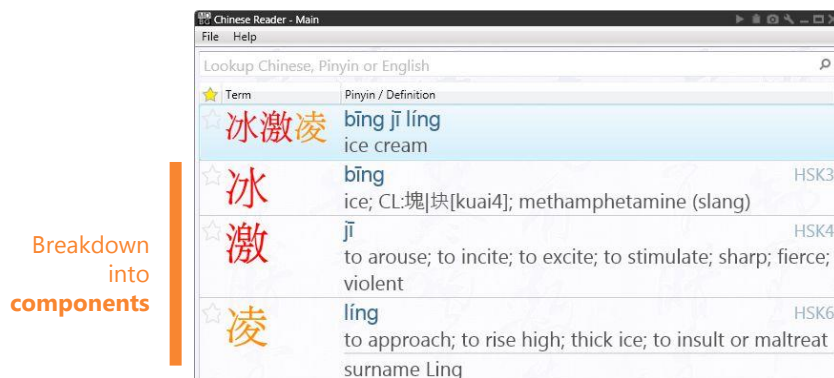 Chinese Reader - Main
File Help
Lookup Chinese, Pinyin or English
Term Pinyin / Definition
冰激凌 bīng jī líng
ice cream
冰 bīng HSK3
ice; CL:塊|块[kuai4]; methamphetamine (slang)
激 jī HSK4
to arouse; to incite; to excite; to stimulate; sharp; fierce;
violent
凌 líng HSK6
to approach; to rise high; thick ice; to insult or maltreat
surname Ling
Breakdown
into
components